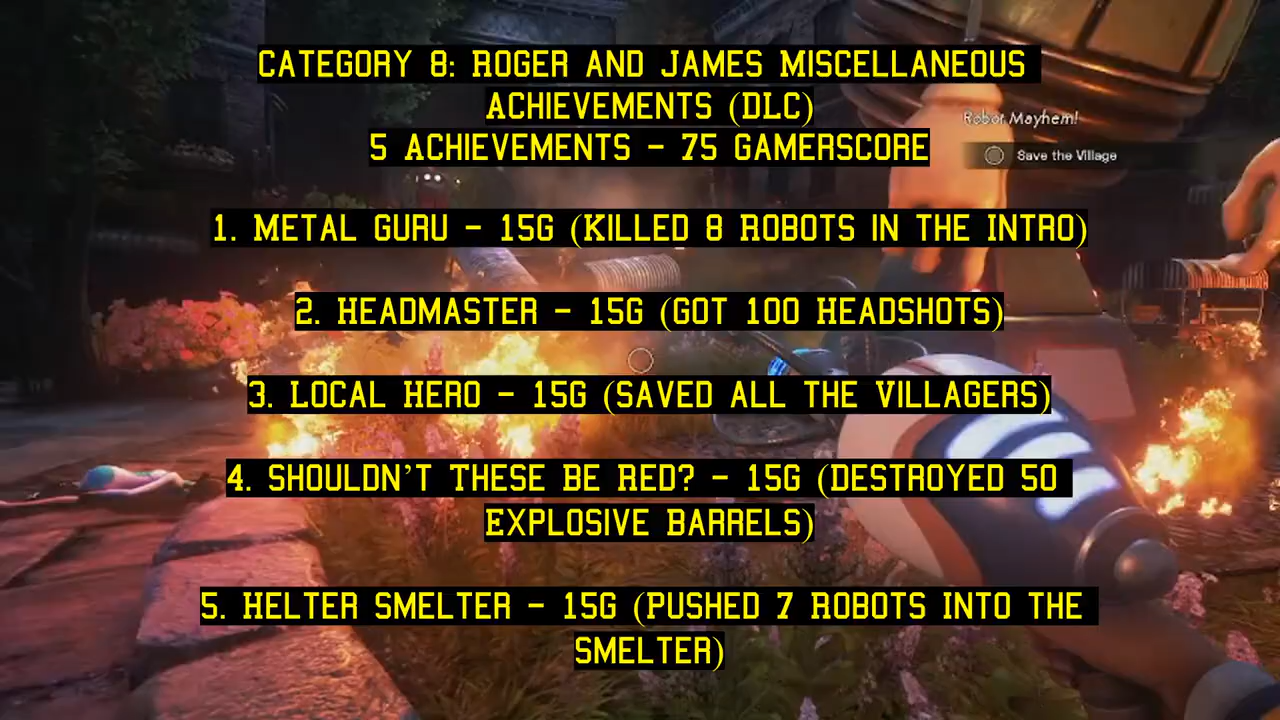 CATEGORY 8: ROGER AND JAMES MISCELLANEOUS
ACHIEVEMENTS (DLC)
5 ACHIEVEMENTS – 75 GAMERSCORE
Robot Mayhem!
Save the Village
1. METAL GURU – 15G (KILLED 8 ROBOTS IN THE INTRO)
2. HEADMASTER – 15G (GOT 100 HEADSHOTS)
3. LOCAL HERO – 15G (SAVED ALL THE VILLAGERS)
4. SHOULDN'T THESE BE RED? – 15G (DESTROYED 50
EXPLOSIVE BARRELS)
5. HELTER SMELTER – 15G (PUSHED 7 ROBOTS INTO THE
SMELTER)